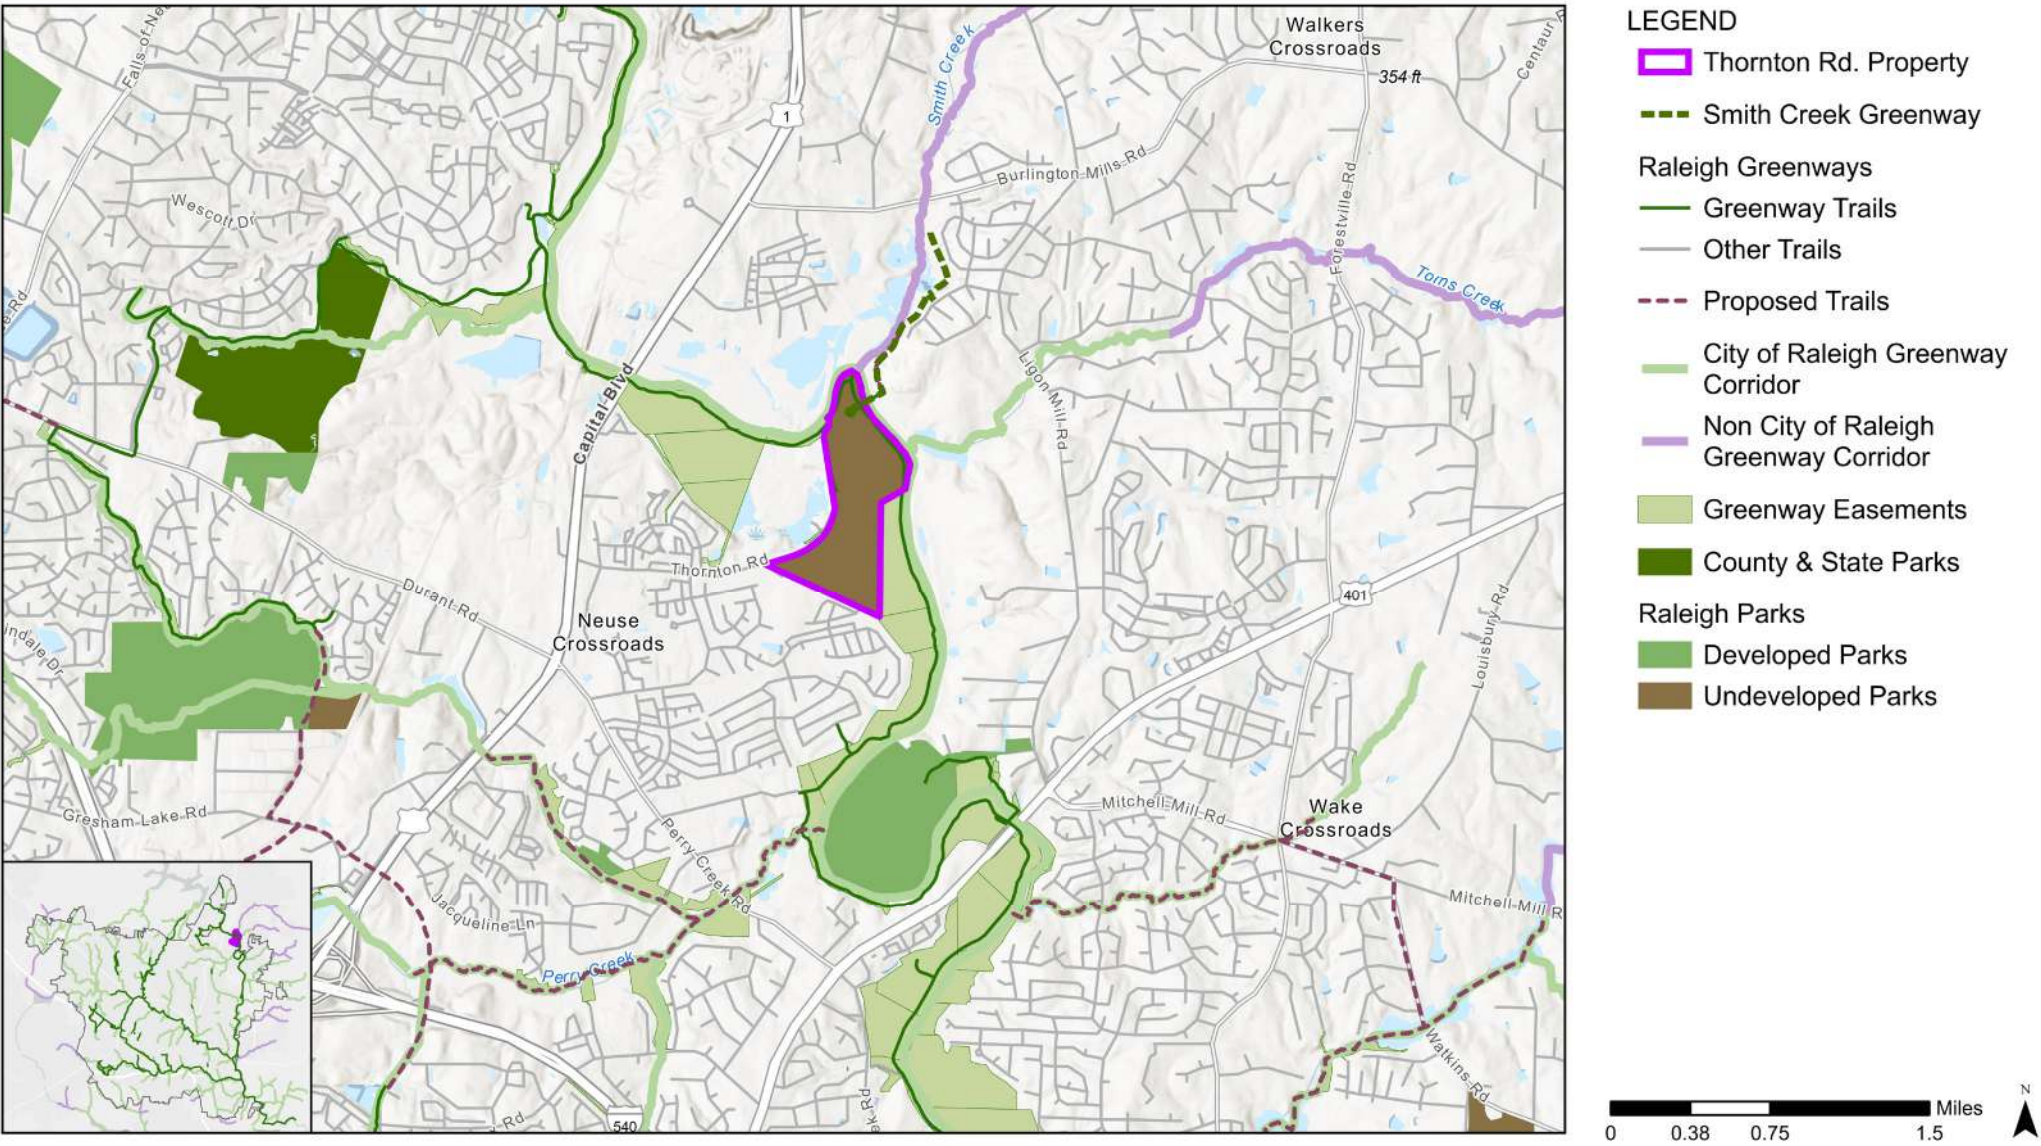 Walkers
Crossroads
Smith Creek
354 ft
1
Burlington Mills Rd
Wescott Dr
Forestville Rd
Toms Creek
Ligon Mill Rd
Capital Blvd
Thornton Rd
401
Durant Rd
Neuse
Crossroads
Louisbury Rd
Gresham Lake Rd
Mitchell Mill Rd
Wake
Crossroads
Perry Creek Rd
Jacqueline Ln
Mitchell Mill R
Perry Creek
Watkins Rd
Rd
540
LEGEND
Thornton Rd. Property
Smith Creek Greenway
Raleigh Greenways
Greenway Trails
Other Trails
Proposed Trails
City of Raleigh Greenway
Corridor
Non City of Raleigh
Greenway Corridor
Greenway Easements
County & State Parks
Raleigh Parks
Developed Parks
Undeveloped Parks
Miles
0 0.38 0.75 1.5
N